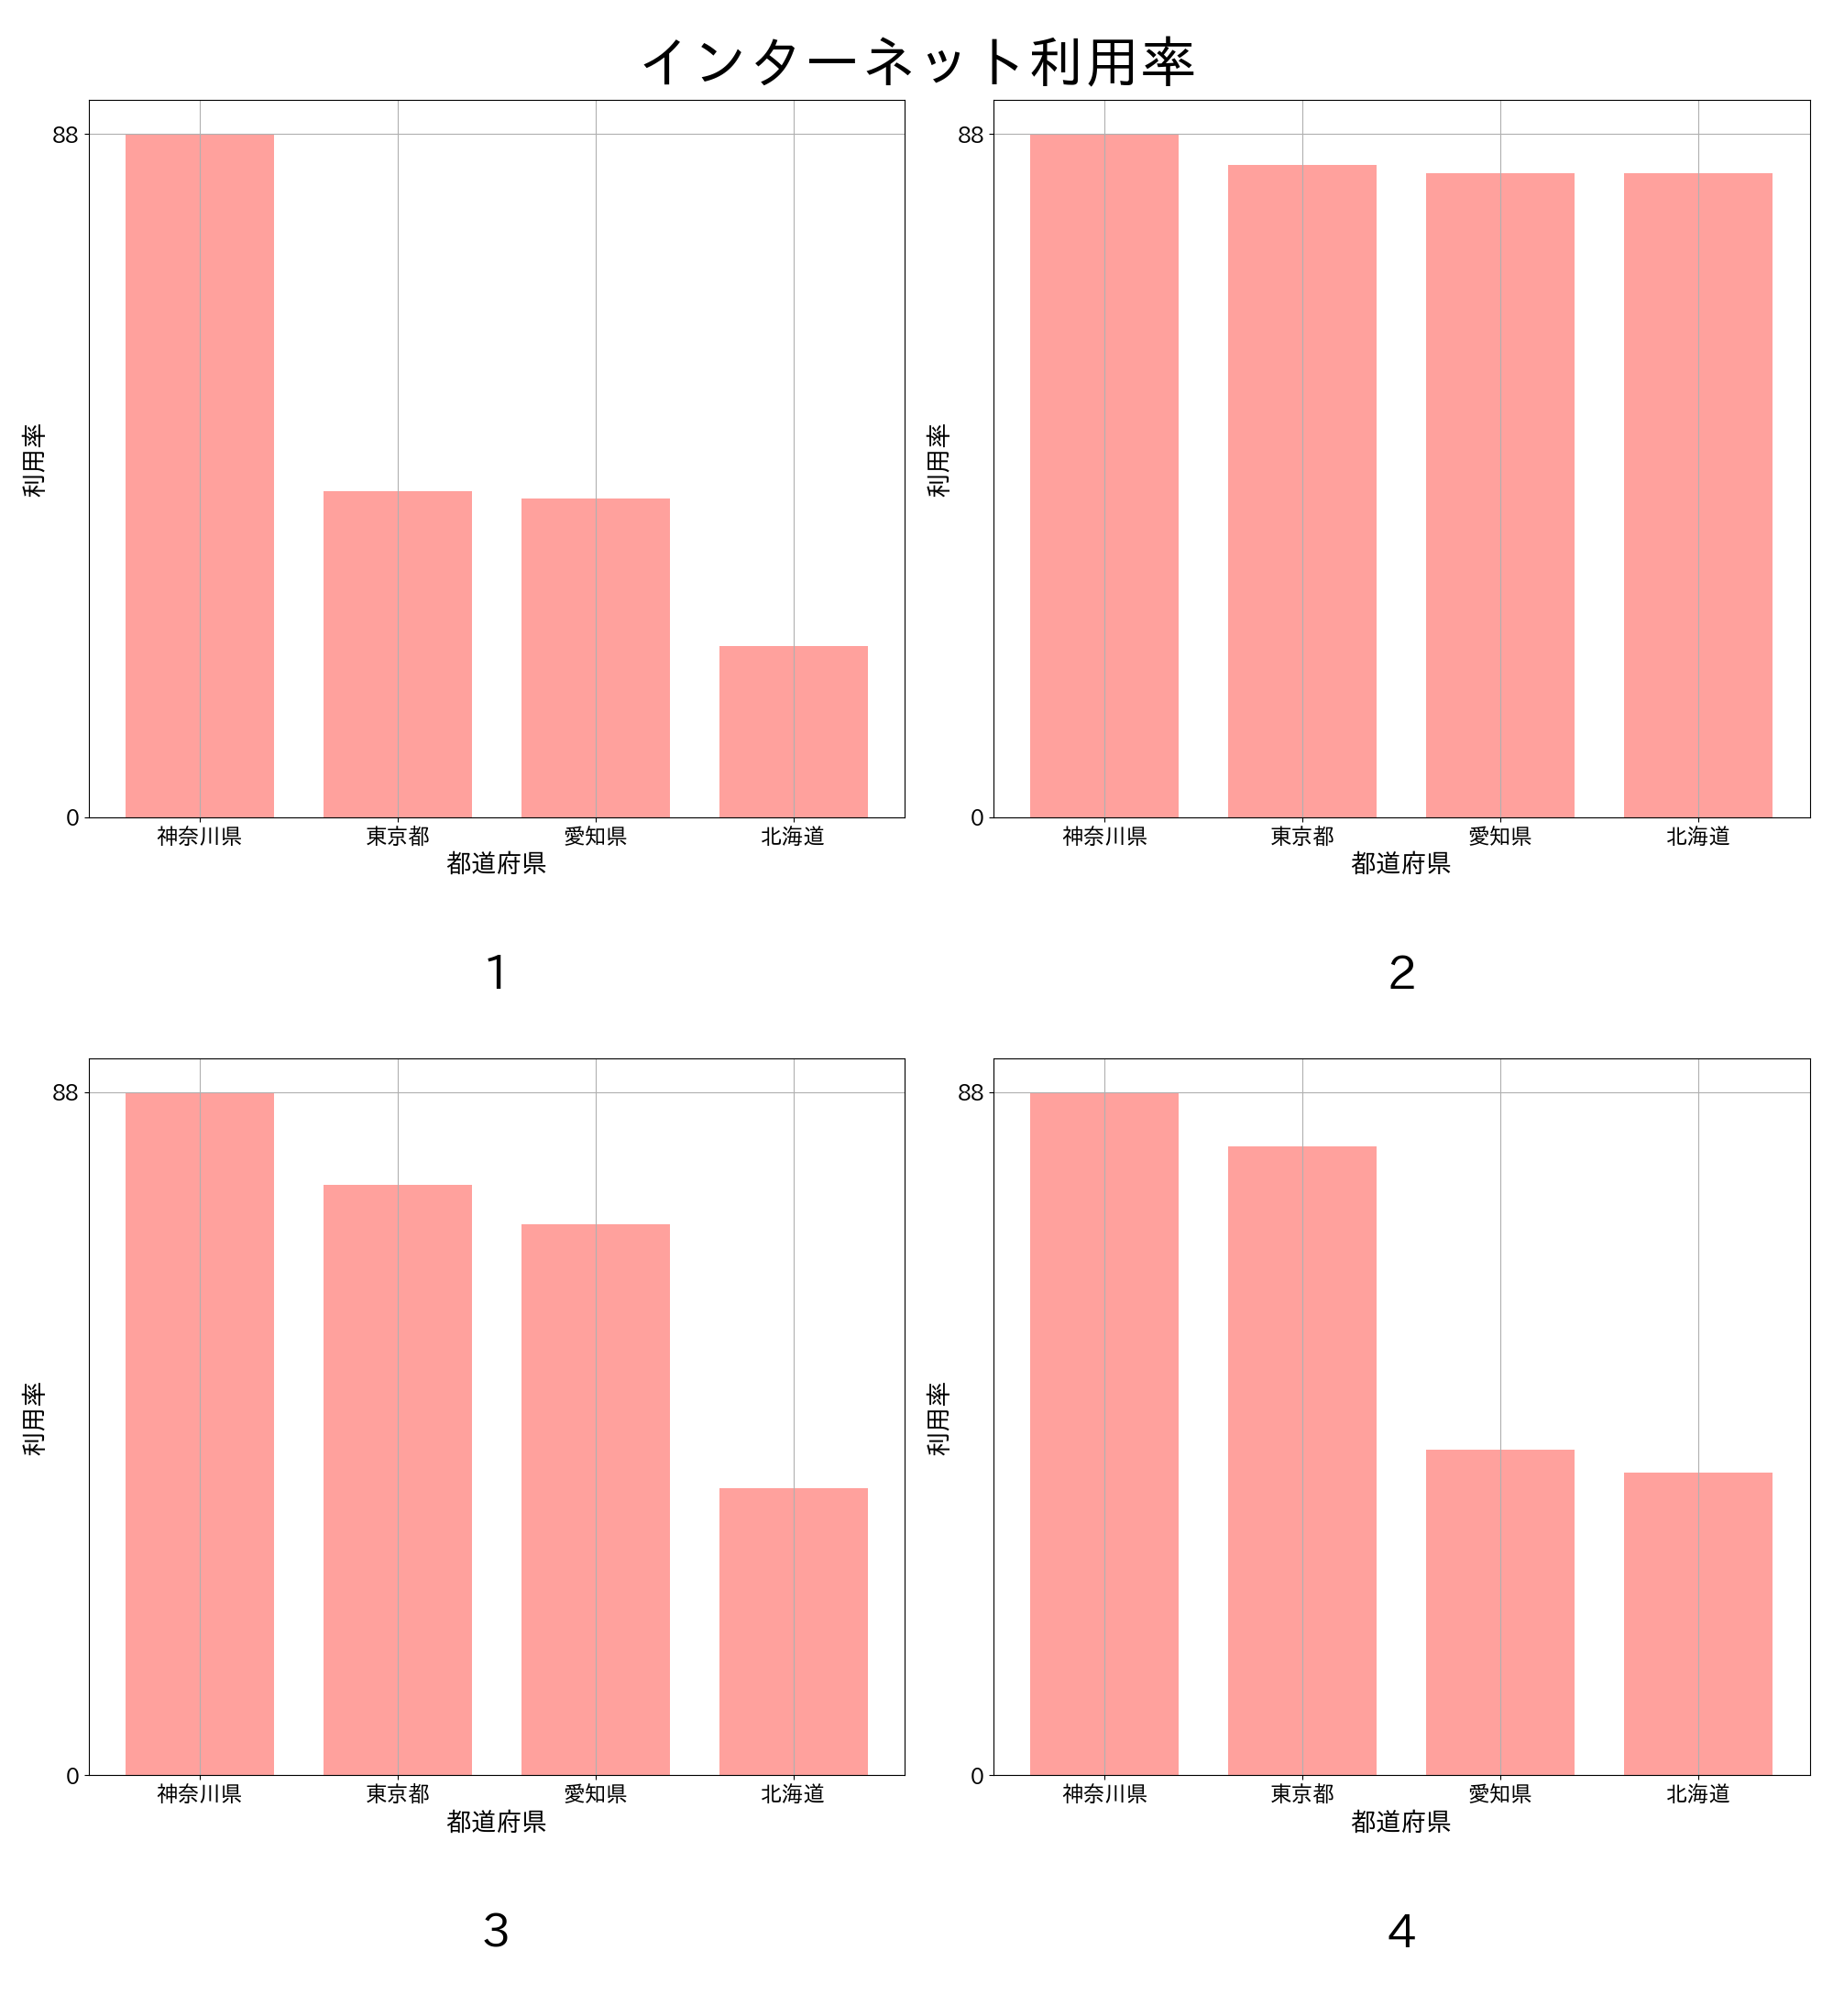 インターネット利用率
88
0
利用率
神奈川県 東京都 愛知県 北海道
都道府県
1
88
0
利用率
神奈川県 東京都 愛知県 北海道
都道府県
2
88
0
利用率
神奈川県 東京都 愛知県 北海道
都道府県
3
88
0
利用率
神奈川県 東京都 愛知県 北海道
都道府県
4